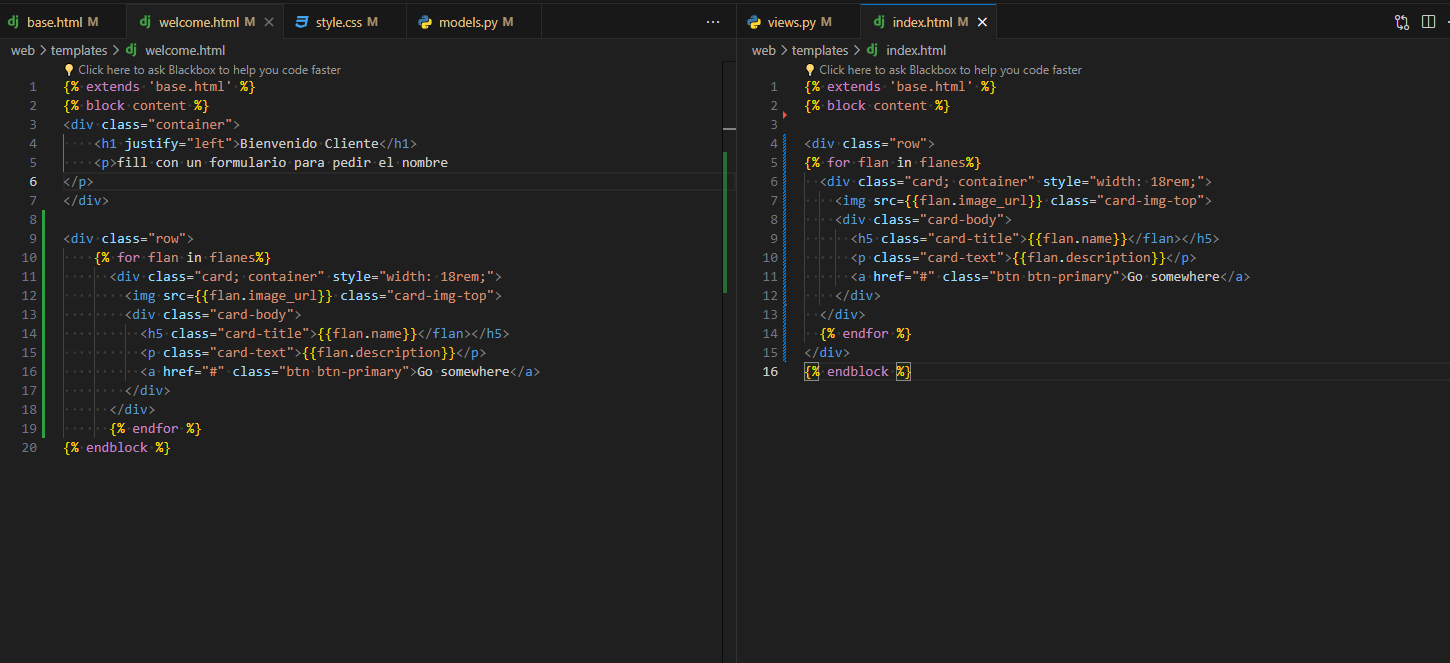 base.html M
welcome.html M
style.css M
models.py M
...
web > templates > welcome.html
Click here to ask Blackbox to help you code faster
1 {% extends 'base.html' %}
2 {% block content %}
3 <div class="container">
4 <h1 justify="left">Bienvenido Cliente</h1>
5 <p>fill con un formulario para pedir el nombre
6 </p>
7 </div>
8
9 <div class="row">
10 {% for flan in flanes%}
11 <div class="card; container" style="width: 18rem;">
12 <img src={{flan.image_url}} class="card-img-top">
13 <div class="card-body">
14 <h5 class="card-title">{{flan.name}}</flan></h5>
15 <p class="card-text">{{flan.description}}</p>
16 <a href="#" class="btn btn-primary">Go somewhere</a>
17 </div>
18 </div>
19 {% endfor %}
20 {% endblock %}
views.py M
index.html M
web > templates > index.html
Click here to ask Blackbox to help you code faster
1 {% extends 'base.html' %}
2 {% block content %}
3
4 <div class="row">
5 {% for flan in flanes%}
6 <div class="card; container" style="width: 18rem;">
7 <img src={{flan.image_url}} class="card-img-top">
8 <div class="card-body">
9 <h5 class="card-title">{{flan.name}}</flan></h5>
10 <p class="card-text">{{flan.description}}</p>
11 <a href="#" class="btn btn-primary">Go somewhere</a>
12 </div>
13 </div>
14 {% endfor %}
15 </div>
16 {% endblock %}